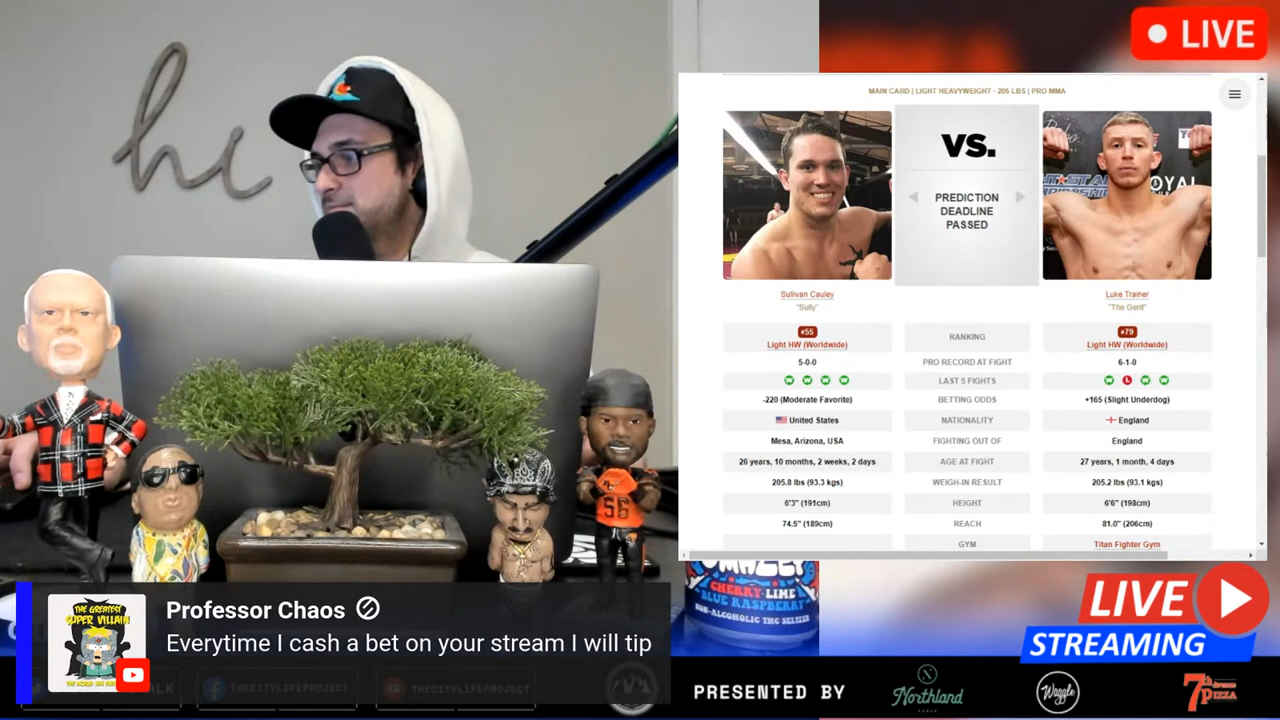 hi
LIVE
MAIN CARD | LIGHT HEAVYWEIGHT · 205 LBS | PRO MMA
VS.
PREDICTION
DEADLINE
PASSED
Sullivan Cauley
Luke Trainer
"Sully"
"The Gent"
#55
RANKING
#79
Light HW (Worldwide)
Light HW (Worldwide)
5-0-0
PRO RECORD AT FIGHT
6-1-0
W W W W
LAST 5 FIGHTS
W L W W
-220 (Moderate Favorite)
BETTING ODDS
+165 (Slight Underdog)
United States
NATIONALITY
England
Mesa, Arizona, USA
FIGHTING OUT OF
England
26 years, 10 months, 2 weeks, 2 days
AGE AT FIGHT
27 years, 1 month, 4 days
205.8 lbs (93.3 kgs)
WEIGH-IN RESULT
205.2 lbs (93.1 kgs)
6'3" (191cm)
HEIGHT
6'6" (198cm)
74.5" (189cm)
REACH
81.0" (206cm)
GYM
Titan Fighter Gym
56
CHERRY-LIME
BLUE RASPBERRY
NON-ALCOHOLIC THC SELTZER
THE GREATEST
SUPER VILLAIN
Professor Chaos
Everytime I cash a bet on your stream I will tip
LIVE
STREAMING
THECITYLIFEPROJECT
THECITYLIFEPROJECT
PRESENTED BY
Northland
Waggle
7th Avenue
PIZZA